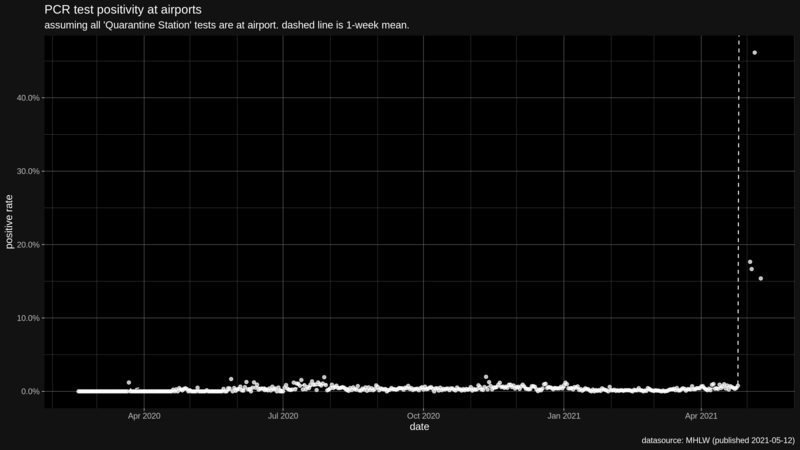 PCR test positivity at airports
assuming all 'Quarantine Station' tests are at airport. dashed line is 1-week mean.
40.0%
30.0%
20.0%
10.0%
0.0%
positive rate
Apr 2020
Jul 2020
Oct 2020
Jan 2021
Apr 2021
date
datasource: MHLW (published 2021-05-12)